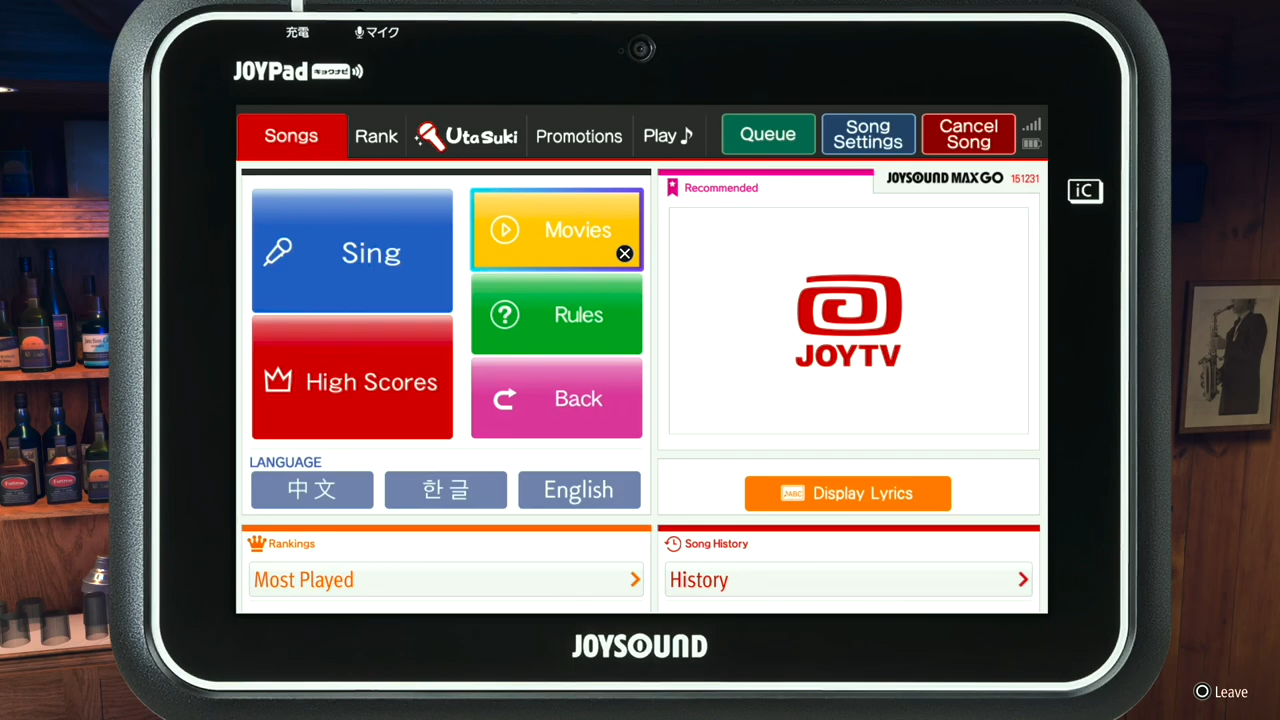 充電 マイク
JOYPad キョクナビ
Songs Rank UtaSuki Promotions Play♪ Queue Song Settings Cancel Song
Recommended JOYSOUND MAX GO 151231
iC
Sing
Movies
Rules
High Scores
Back
JOYTV
LANGUAGE
中文 한글 English
ABC Display Lyrics
Rankings
Most Played
Song History
History
JOYSOUND
Leave